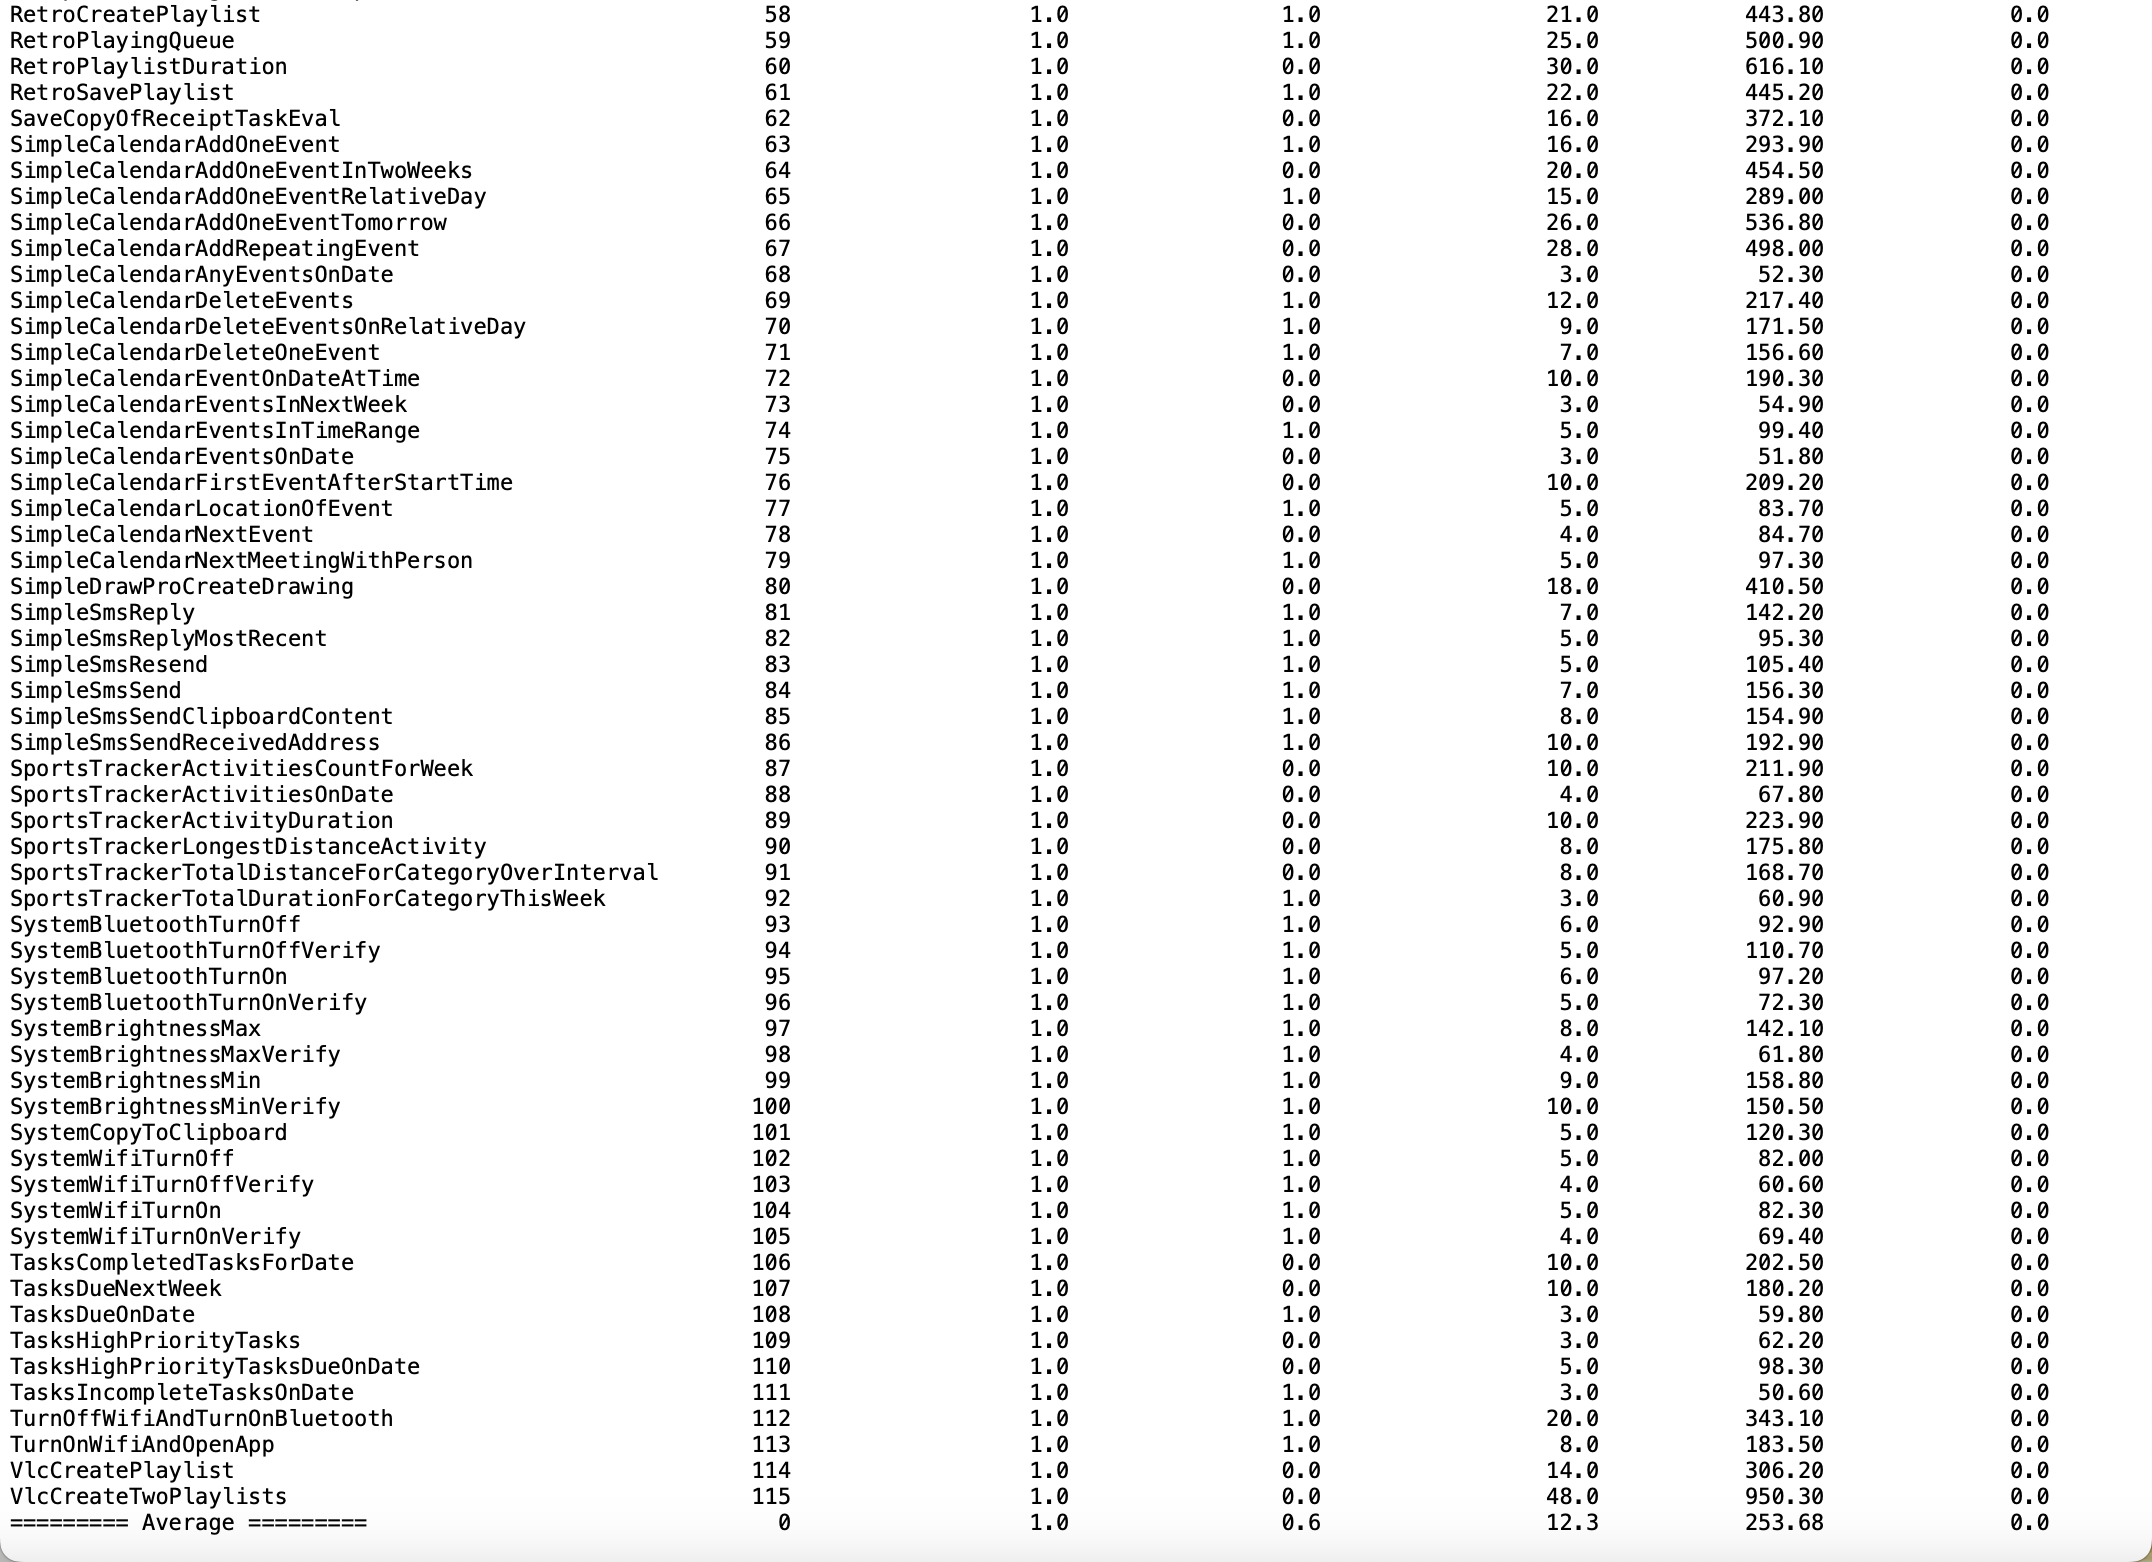 RetroCreatePlaylist 58 1.0 1.0 21.0 443.80 0.0
RetroPlayingQueue 59 1.0 1.0 25.0 500.90 0.0
RetroPlaylistDuration 60 1.0 0.0 30.0 616.10 0.0
RetroSavePlaylist 61 1.0 1.0 22.0 445.20 0.0
SaveCopyOfReceiptTaskEval 62 1.0 0.0 16.0 372.10 0.0
SimpleCalendarAddOneEvent 63 1.0 1.0 16.0 293.90 0.0
SimpleCalendarAddOneEventInTwoWeeks 64 1.0 0.0 20.0 454.50 0.0
SimpleCalendarAddOneEventRelativeDay 65 1.0 1.0 15.0 289.00 0.0
SimpleCalendarAddOneEventTomorrow 66 1.0 0.0 26.0 536.80 0.0
SimpleCalendarAddRepeatingEvent 67 1.0 0.0 28.0 498.00 0.0
SimpleCalendarAnyEventsOnDate 68 1.0 0.0 3.0 52.30 0.0
SimpleCalendarDeleteEvents 69 1.0 1.0 12.0 217.40 0.0
SimpleCalendarDeleteEventsOnRelativeDay 70 1.0 1.0 9.0 171.50 0.0
SimpleCalendarDeleteOneEvent 71 1.0 1.0 7.0 156.60 0.0
SimpleCalendarEventOnDateAtTime 72 1.0 0.0 10.0 190.30 0.0
SimpleCalendarEventsInNextWeek 73 1.0 0.0 3.0 54.90 0.0
SimpleCalendarEventsInTimeRange 74 1.0 1.0 5.0 99.40 0.0
SimpleCalendarEventsOnDate 75 1.0 0.0 3.0 51.80 0.0
SimpleCalendarFirstEventAfterStartTime 76 1.0 0.0 10.0 209.20 0.0
SimpleCalendarLocationOfEvent 77 1.0 1.0 5.0 83.70 0.0
SimpleCalendarNextEvent 78 1.0 0.0 4.0 84.70 0.0
SimpleCalendarNextMeetingWithPerson 79 1.0 1.0 5.0 97.30 0.0
SimpleDrawProCreateDrawing 80 1.0 0.0 18.0 410.50 0.0
SimpleSmsReply 81 1.0 1.0 7.0 142.20 0.0
SimpleSmsReplyMostRecent 82 1.0 1.0 5.0 95.30 0.0
SimpleSmsResend 83 1.0 1.0 5.0 105.40 0.0
SimpleSmsSend 84 1.0 1.0 7.0 156.30 0.0
SimpleSmsSendClipboardContent 85 1.0 1.0 8.0 154.90 0.0
SimpleSmsSendReceivedAddress 86 1.0 1.0 10.0 192.90 0.0
SportsTrackerActivitiesCountForWeek 87 1.0 0.0 10.0 211.90 0.0
SportsTrackerActivitiesOnDate 88 1.0 0.0 4.0 67.80 0.0
SportsTrackerActivityDuration 89 1.0 0.0 10.0 223.90 0.0
SportsTrackerLongestDistanceActivity 90 1.0 0.0 8.0 175.80 0.0
SportsTrackerTotalDistanceForCategoryOverInterval 91 1.0 0.0 8.0 168.70 0.0
SportsTrackerTotalDurationForCategoryThisWeek 92 1.0 1.0 3.0 60.90 0.0
SystemBluetoothTurnOff 93 1.0 1.0 6.0 92.90 0.0
SystemBluetoothTurnOffVerify 94 1.0 1.0 5.0 110.70 0.0
SystemBluetoothTurnOn 95 1.0 1.0 6.0 97.20 0.0
SystemBluetoothTurnOnVerify 96 1.0 1.0 5.0 72.30 0.0
SystemBrightnessMax 97 1.0 1.0 8.0 142.10 0.0
SystemBrightnessMaxVerify 98 1.0 1.0 4.0 61.80 0.0
SystemBrightnessMin 99 1.0 1.0 9.0 158.80 0.0
SystemBrightnessMinVerify 100 1.0 1.0 10.0 150.50 0.0
SystemCopyToClipboard 101 1.0 1.0 5.0 120.30 0.0
SystemWifiTurnOff 102 1.0 1.0 5.0 82.00 0.0
SystemWifiTurnOffVerify 103 1.0 1.0 4.0 60.60 0.0
SystemWifiTurnOn 104 1.0 1.0 5.0 82.30 0.0
SystemWifiTurnOnVerify 105 1.0 1.0 4.0 69.40 0.0
TasksCompletedTasksForDate 106 1.0 0.0 10.0 202.50 0.0
TasksDueNextWeek 107 1.0 0.0 10.0 180.20 0.0
TasksDueOnDate 108 1.0 1.0 3.0 59.80 0.0
TasksHighPriorityTasks 109 1.0 0.0 3.0 62.20 0.0
TasksHighPriorityTasksDueOnDate 110 1.0 0.0 5.0 98.30 0.0
TasksIncompleteTasksOnDate 111 1.0 1.0 3.0 50.60 0.0
TurnOffWifiAndTurnOnBluetooth 112 1.0 1.0 20.0 343.10 0.0
TurnOnWifiAndOpenApp 113 1.0 1.0 8.0 183.50 0.0
VlcCreatePlaylist 114 1.0 0.0 14.0 306.20 0.0
VlcCreateTwoPlaylists 115 1.0 0.0 48.0 950.30 0.0
========= Average ========= 0 1.0 0.6 12.3 253.68 0.0